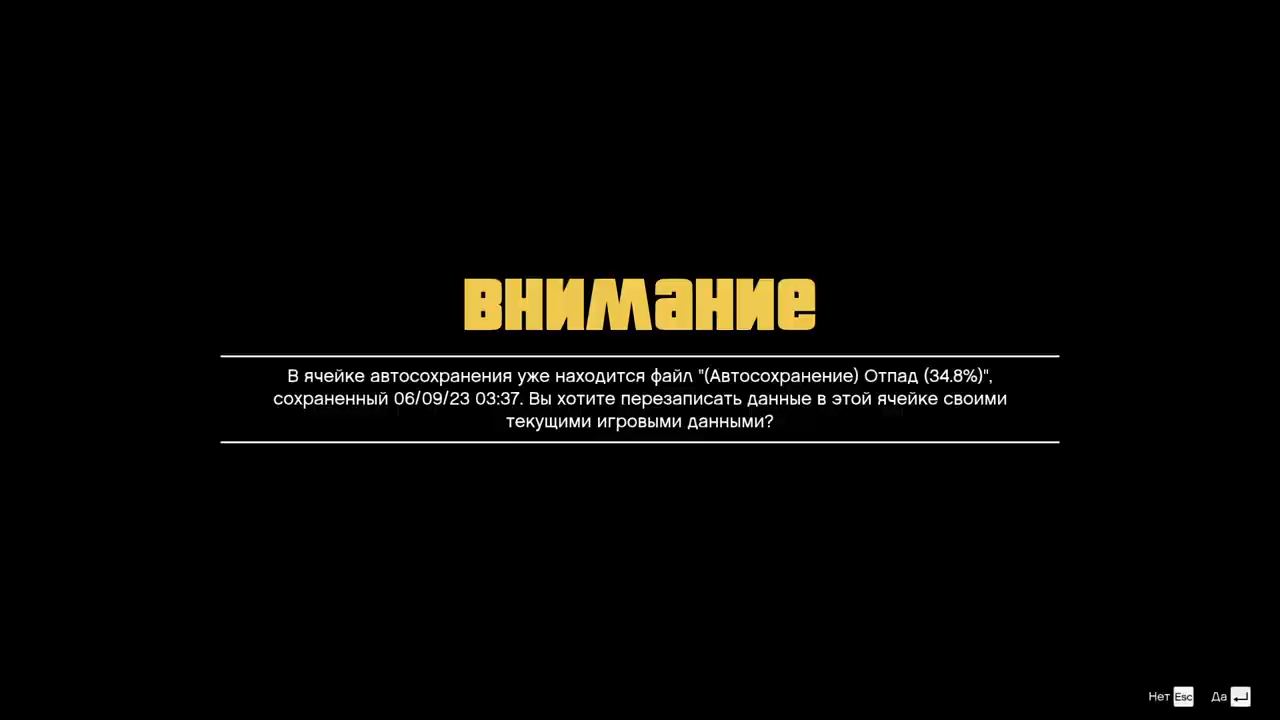 внимание
В ячейке автосохранения уже находится файл "(Автосохранение) Отпад (34.8%)",
сохраненный 06/09/23 03:37. Вы хотите перезаписать данные в этой ячейке своими
текущими игровыми данными?
Нет Esc Да